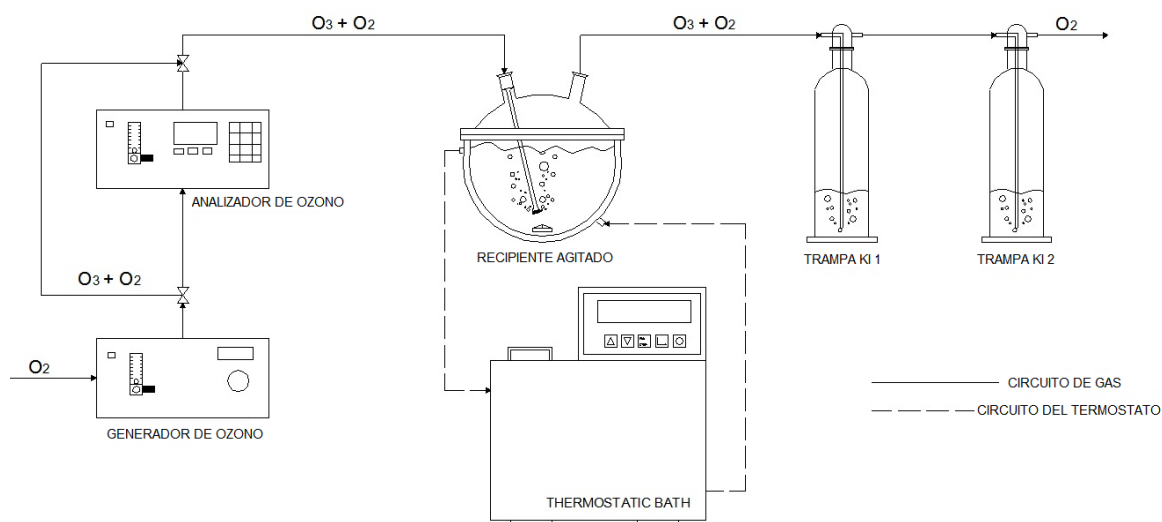 O3 + O2
O3 + O2
O2
ANALIZADOR DE OZONO
RECIPIENTE AGITADO
TRAMPA KI 1
TRAMPA KI 2
O3 + O2
O2
GENERADOR DE OZONO
CIRCUITO DE GAS
CIRCUITO DEL TERMOSTATO
THERMOSTATIC BATH